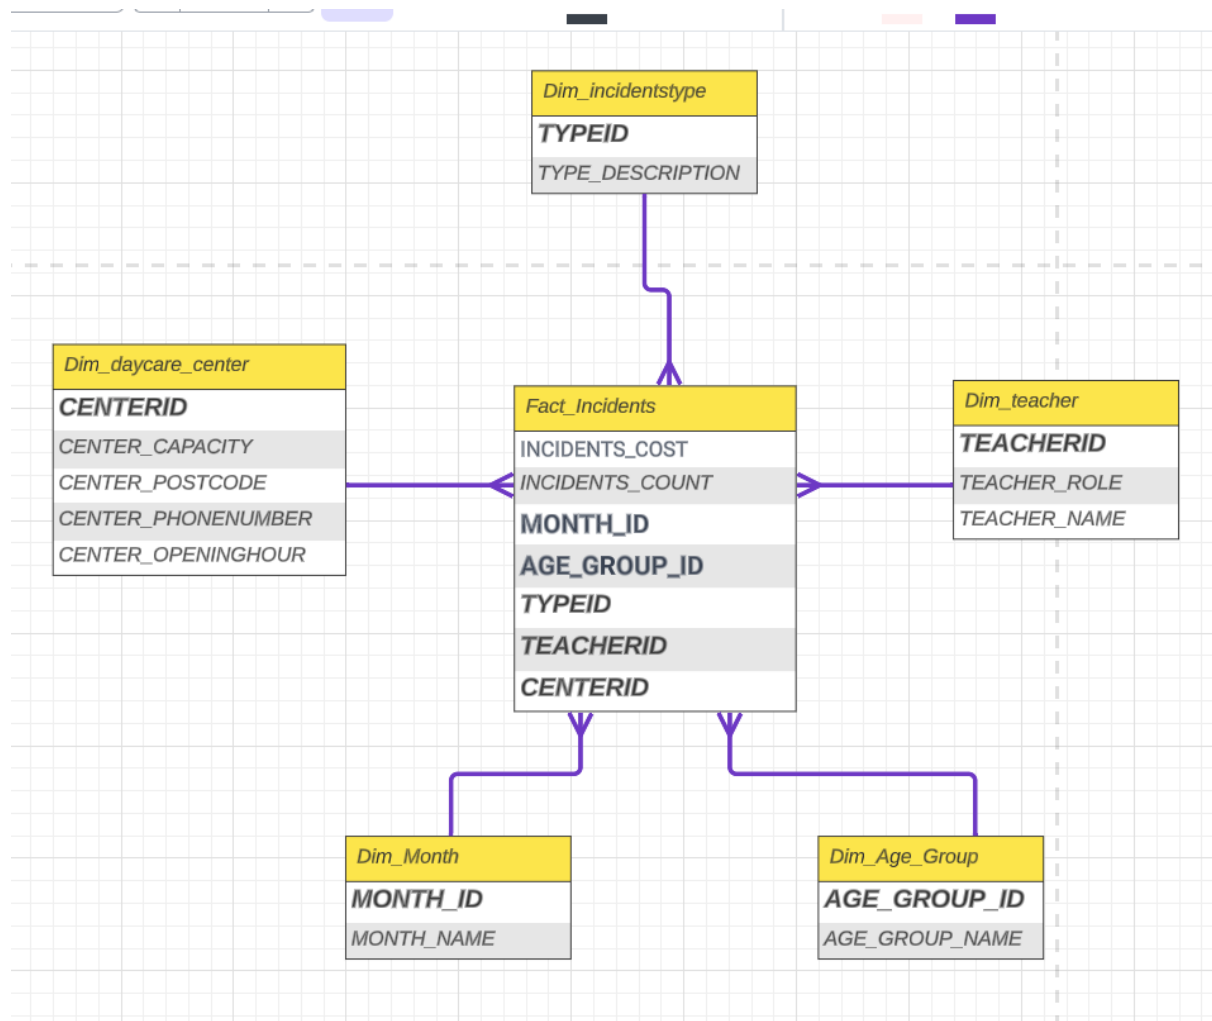 Dim_incidentstype
TYPEID
TYPE_DESCRIPTION
Dim_daycare_center
CENTERID
CENTER_CAPACITY
CENTER_POSTCODE
CENTER_PHONENUMBER
CENTER_OPENINGHOUR
Fact_Incidents
INCIDENTS_COST
INCIDENTS_COUNT
MONTH_ID
AGE_GROUP_ID
TYPEID
TEACHERID
CENTERID
Dim_teacher
TEACHERID
TEACHER_ROLE
TEACHER_NAME
Dim_Month
MONTH_ID
MONTH_NAME
Dim_Age_Group
AGE_GROUP_ID
AGE_GROUP_NAME